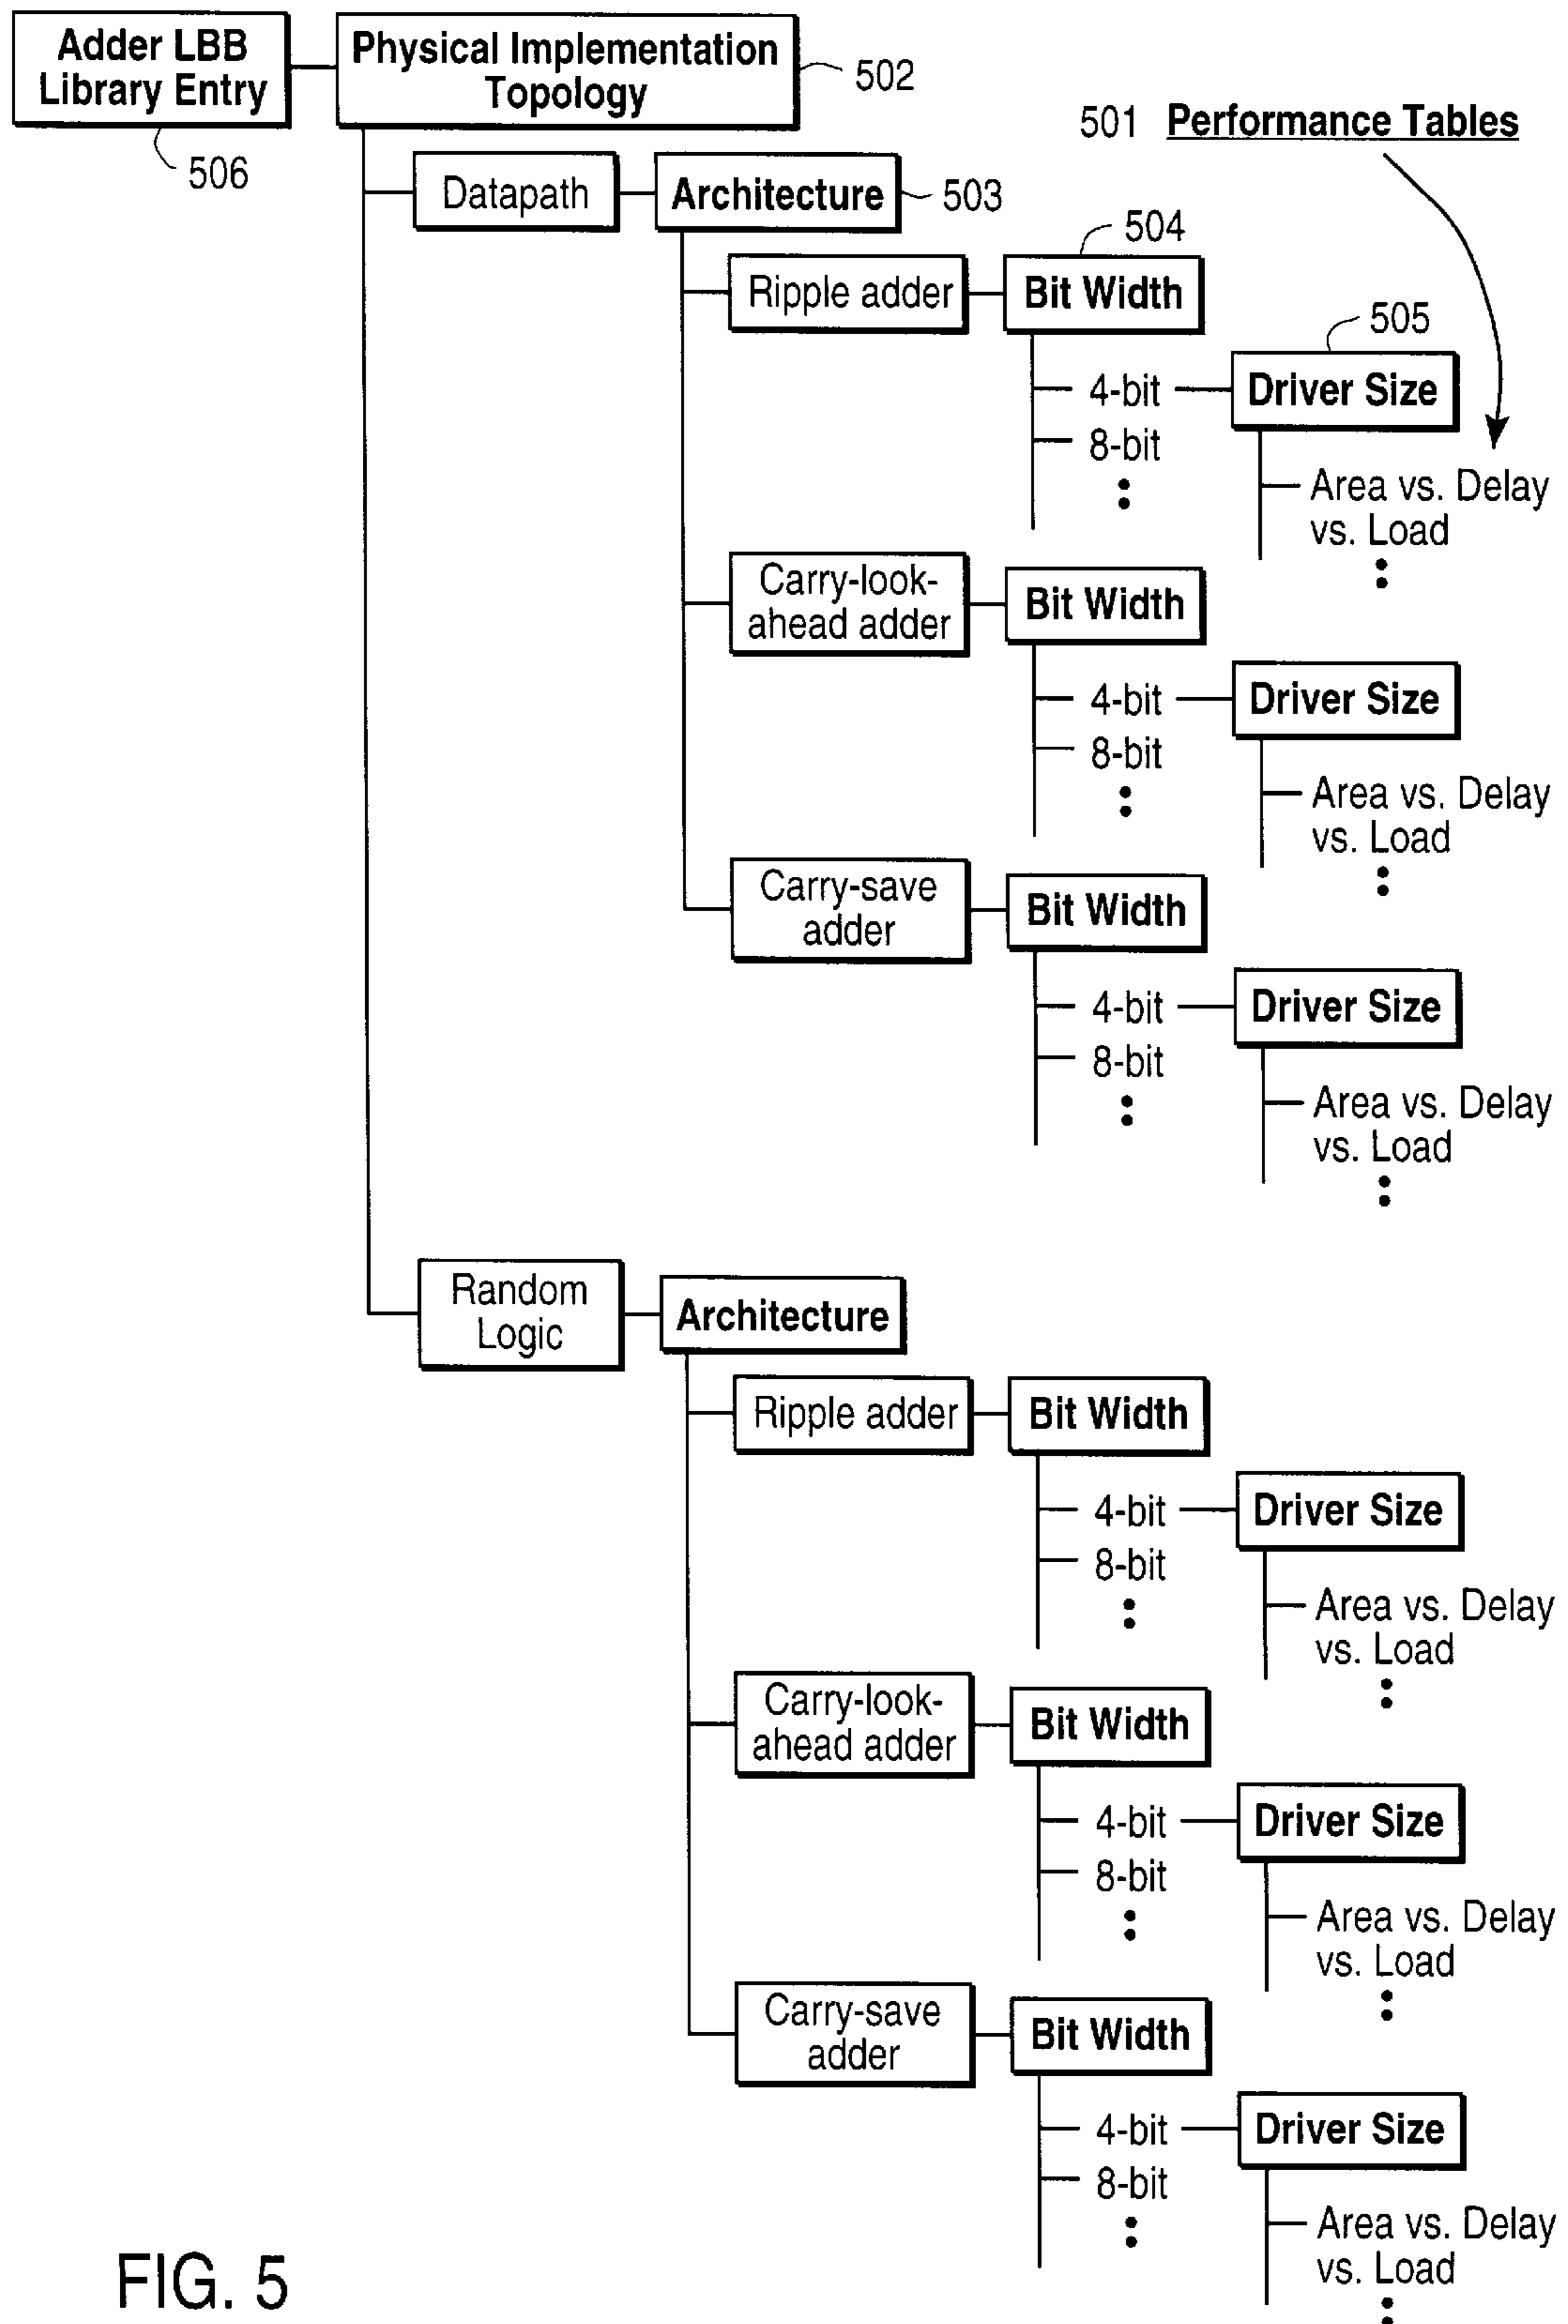 Adder LBB
Library Entry
506
Physical Implementation
Topology
502
501 Performance Tables
Datapath
Architecture
503
Ripple adder
504
Bit Width
4-bit
8-bit
505
Driver Size
Area vs. Delay
vs. Load
Carry-look-
ahead adder
Bit Width
4-bit
8-bit
Driver Size
Area vs. Delay
vs. Load
Carry-save
adder
Bit Width
4-bit
8-bit
Driver Size
Area vs. Delay
vs. Load
Random
Logic
Architecture
Ripple adder
Bit Width
4-bit
8-bit
Driver Size
Area vs. Delay
vs. Load
Carry-look-
ahead adder
Bit Width
4-bit
8-bit
Driver Size
Area vs. Delay
vs. Load
Carry-save
adder
Bit Width
4-bit
8-bit
Driver Size
Area vs. Delay
vs. Load
FIG. 5